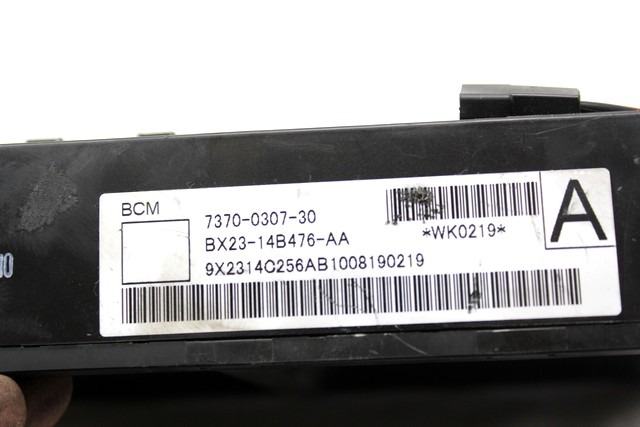 BCM
7370-0307-30
BX23-14B476-AA
*WK0219*
A
9X2314C256AB1008190219